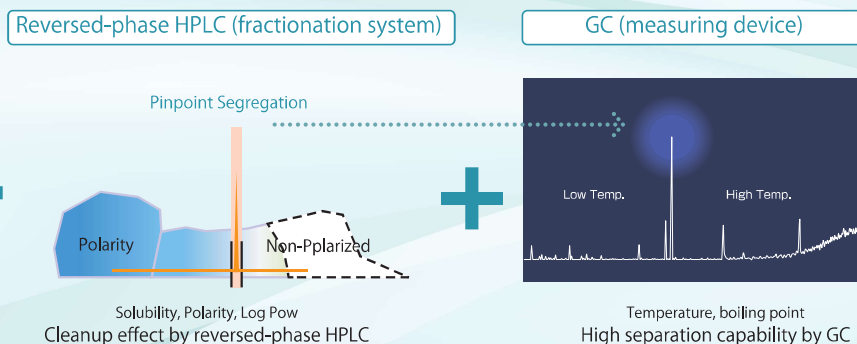 Reversed-phase HPLC (fractionation system)
GC (measuring device)
Pinpoint Segregation
Low Temp.
High Temp.
Polarity
Non-Pplarized
Solubility, Polarity, Log Pow
Cleanup effect by reversed-phase HPLC
Temperature, boiling point
High separation capability by GC